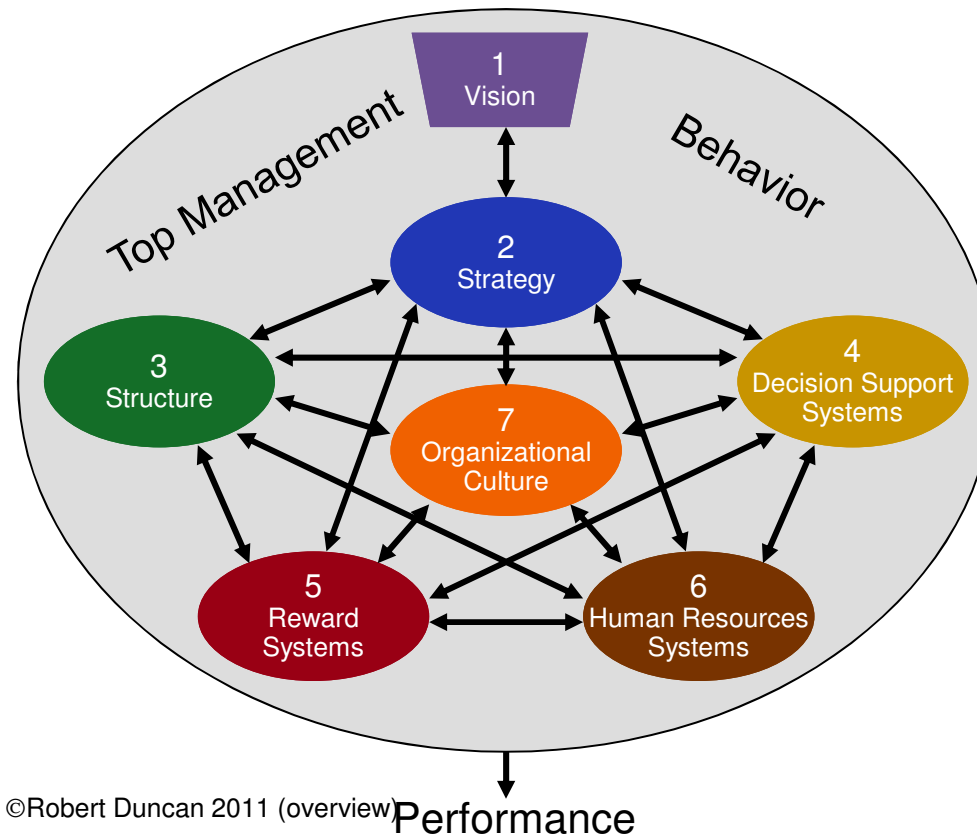 1
Vision
Top Management
Behavior
2
Strategy
3
Structure
4
Decision Support
Systems
7
Organizational
Culture
5
Reward
Systems
6
Human Resources
Systems
©Robert Duncan 2011 (overview)
Performance